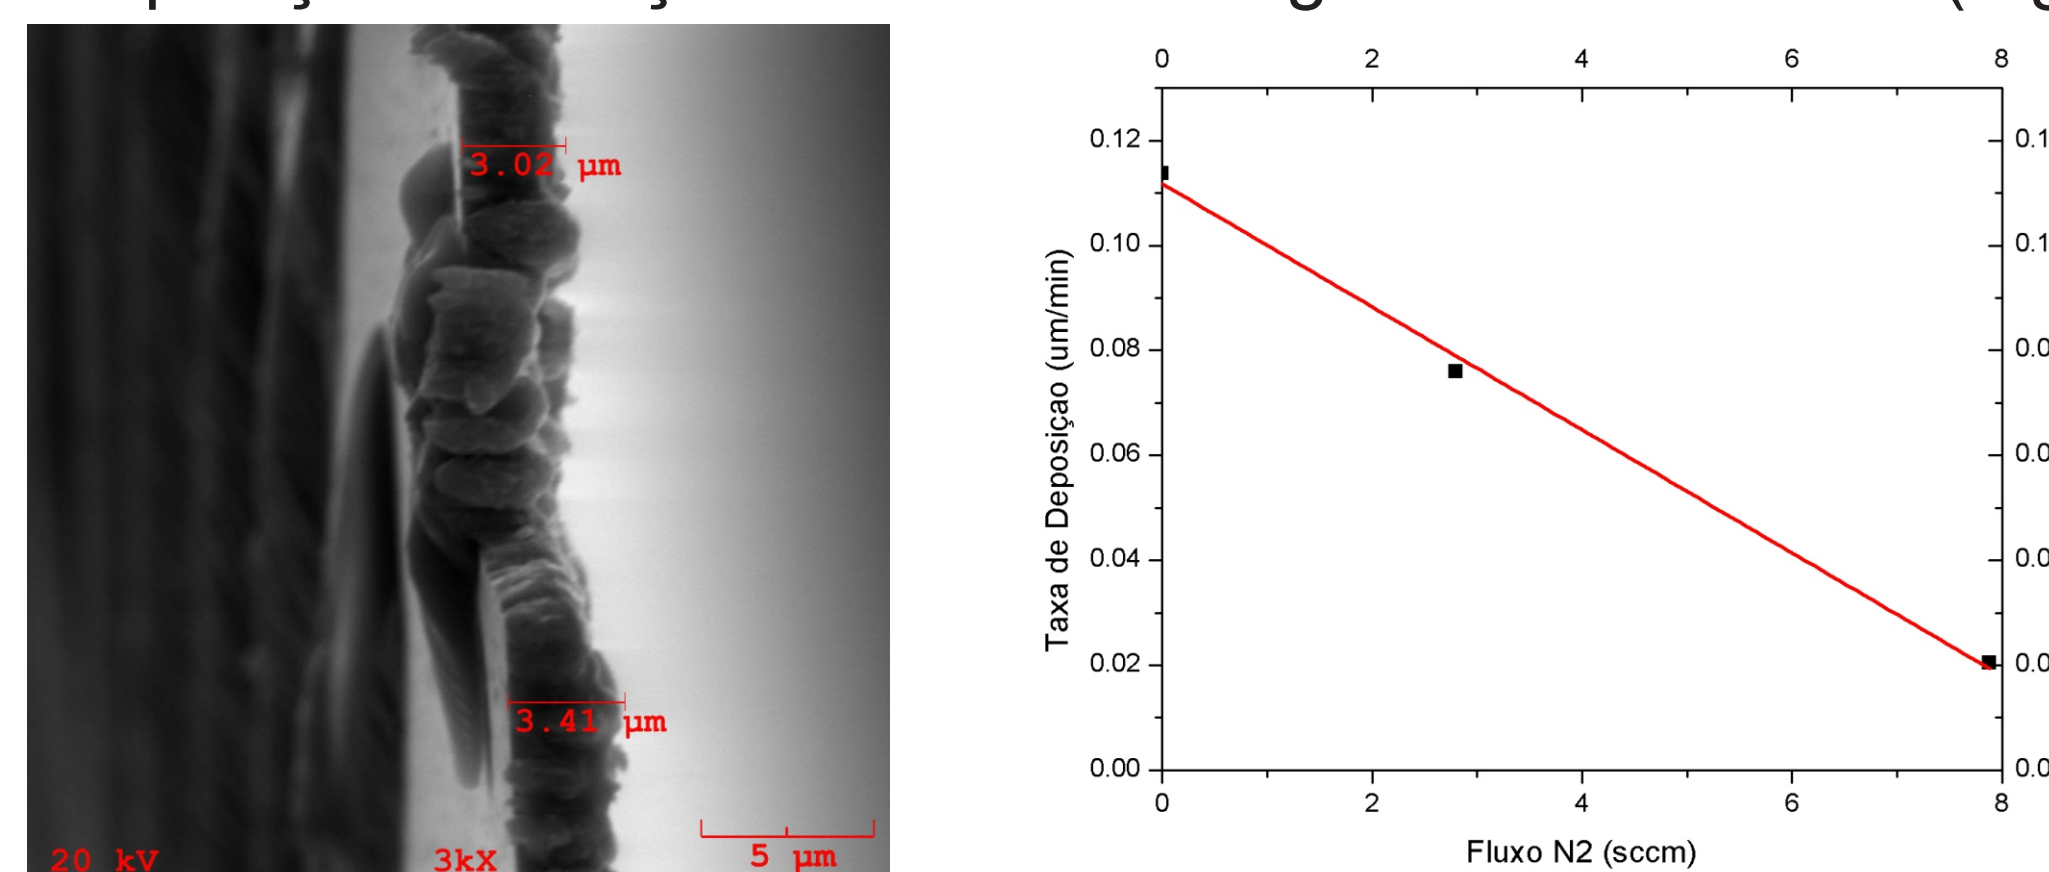 3.02 µm
3.41 µm
5 µm
20 kV
3kX
0 2 4 6 8
0.12
0.10
0.08
0.06
0.04
0.02
0.00
0 2 4 6 8
Taxa de Deposiçao (um/min)
Fluxo N2 (sccm)